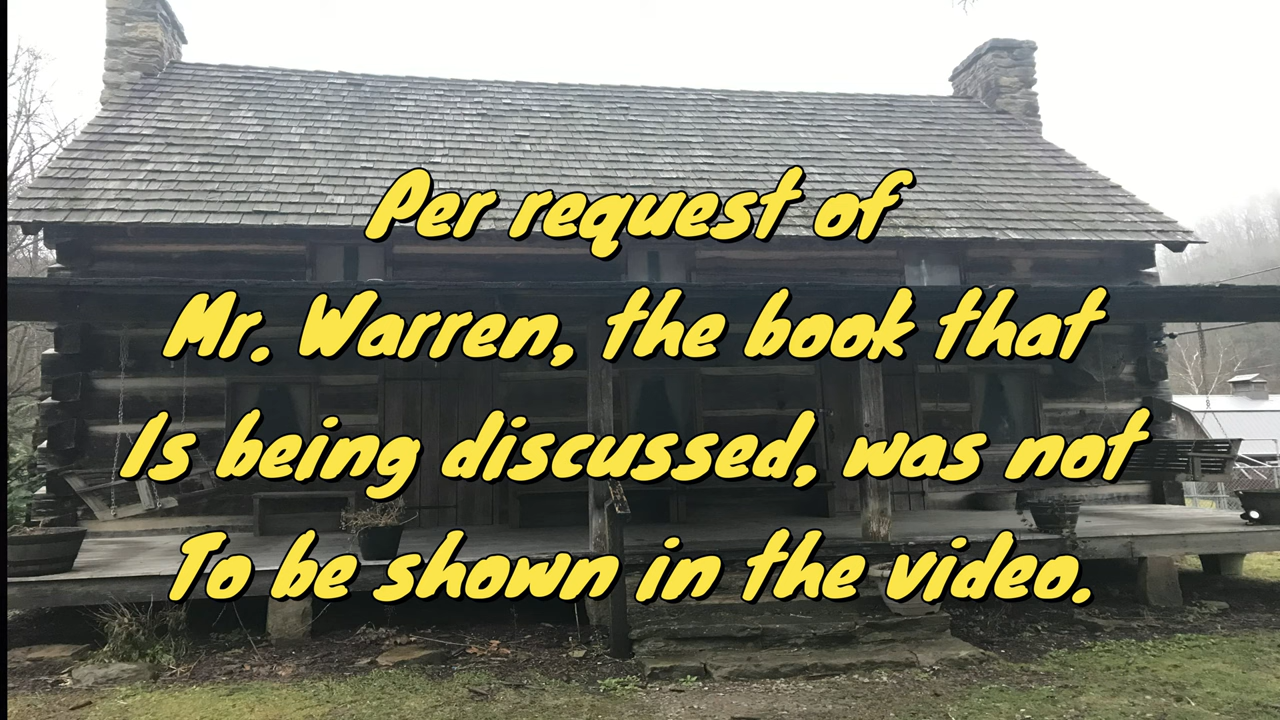 Per request of
Mr. Warren, the book that
Is being discussed, was not
To be shown in the video.